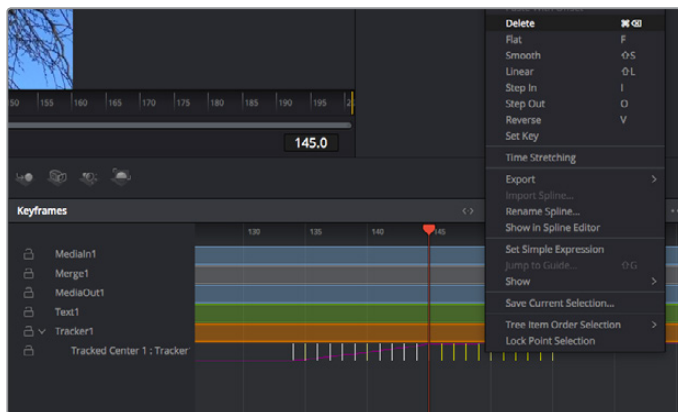 Delete ⌘⌫
Flat F
Smooth ⇧S
Linear ⇧L
Step In I
Step Out O
Reverse V
Set Key
Time Stretching
Export >
Import Spline...
Rename Spline...
Show in Spline Editor
Set Simple Expression
Jump to Guide... ⇧G
Show >
Save Current Selection...
Tree Item Order Selection >
Lock Point Selection
50 155 160 165 170 175 180 185 190 195
145.0
Keyframes
130 135 140 145
MediaIn1
Merge1
MediaOut1
Text1
Tracker1
Tracked Center 1 : Tracker